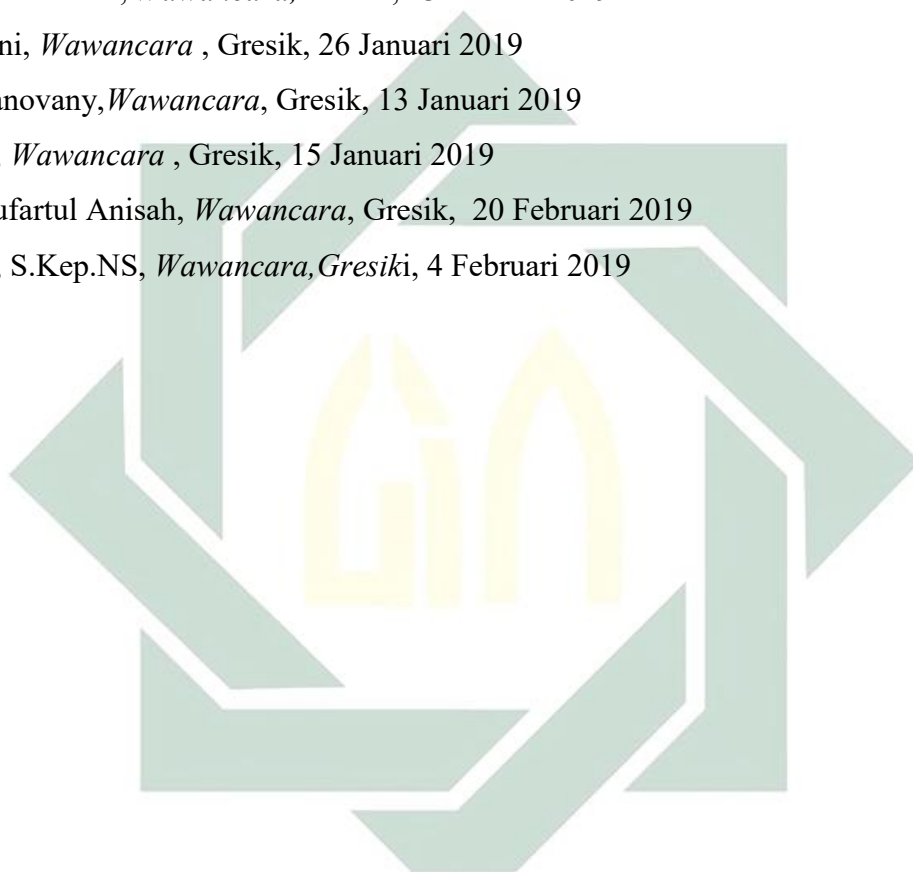 ni, Wawancara , Gresik, 26 Januari 2019
anovany,Wawancara, Gresik, 13 Januari 2019
, Wawancara , Gresik, 15 Januari 2019
ufartul Anisah, Wawancara, Gresik, 20 Februari 2019
, S.Kep.NS, Wawancara,Gresiki, 4 Februari 2019